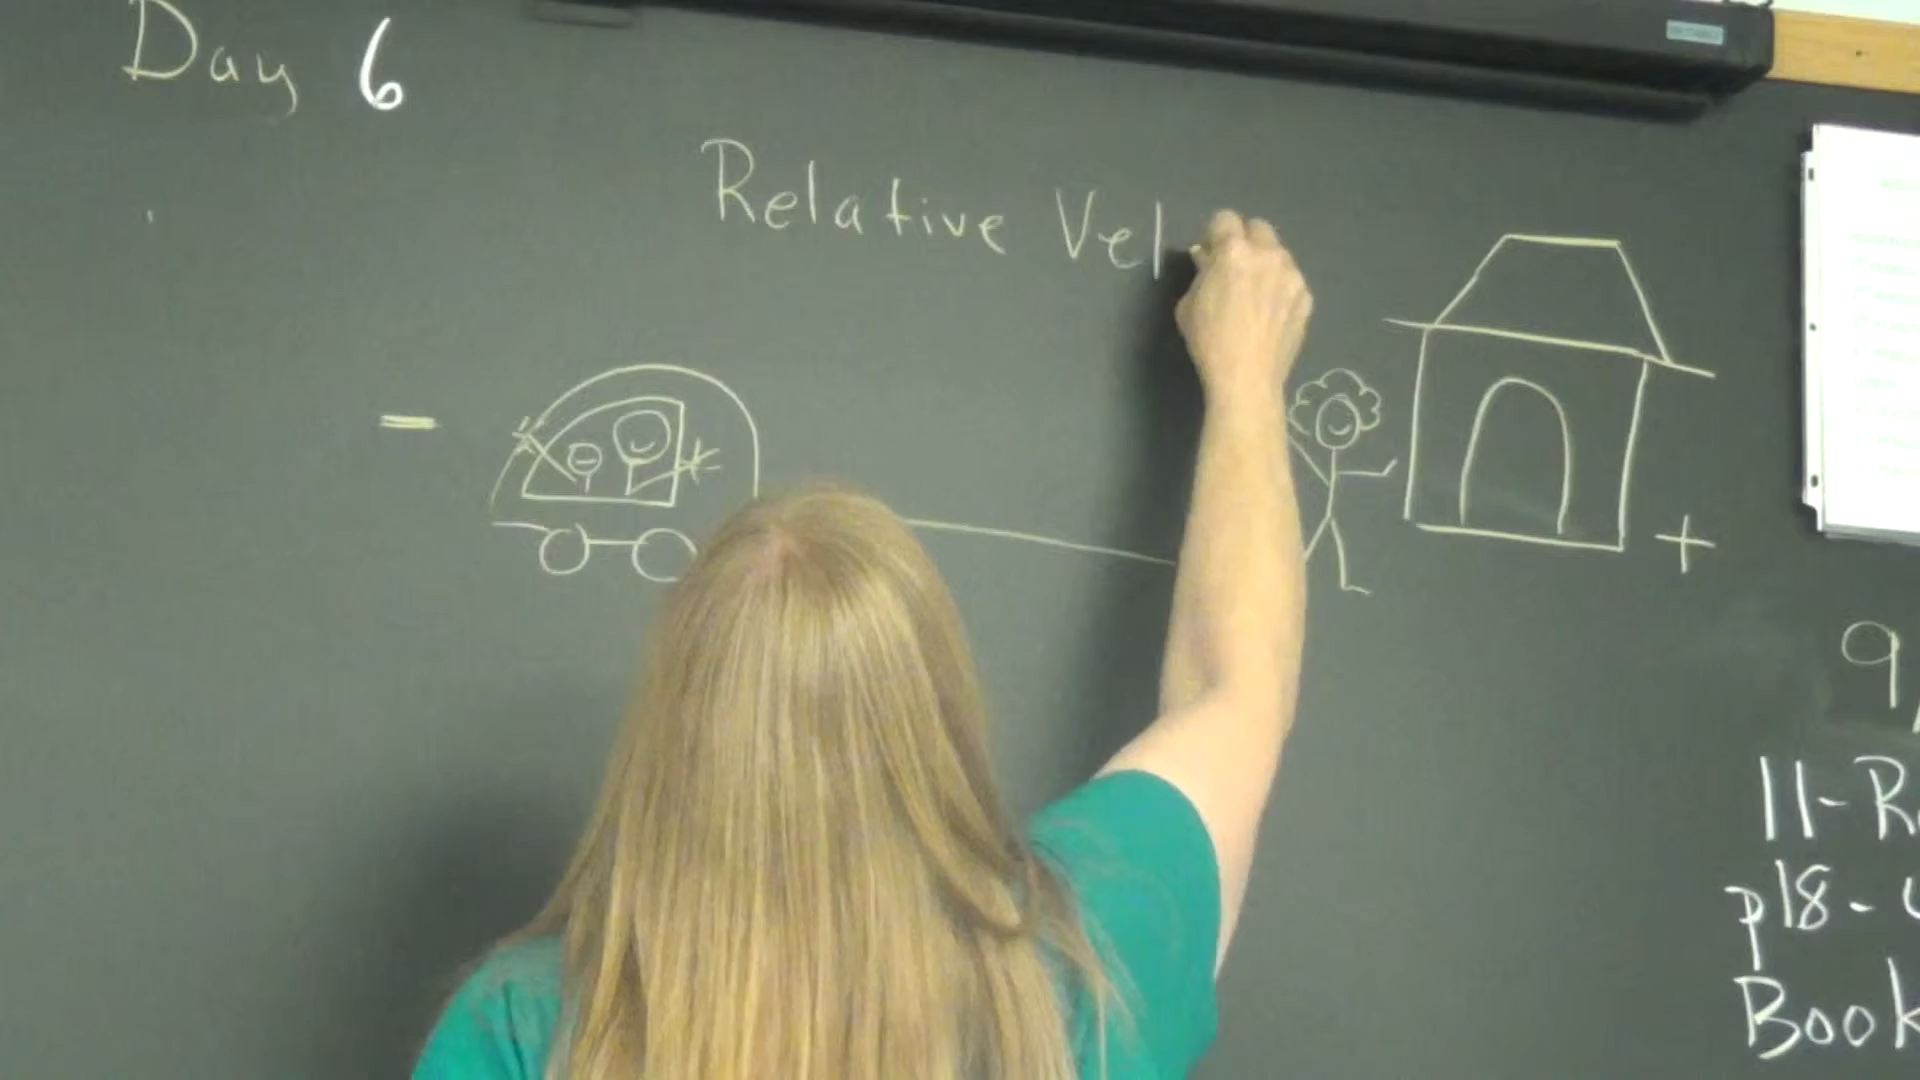 Day 6
Relative Vel
-
+
9
11-R
p18-
Book